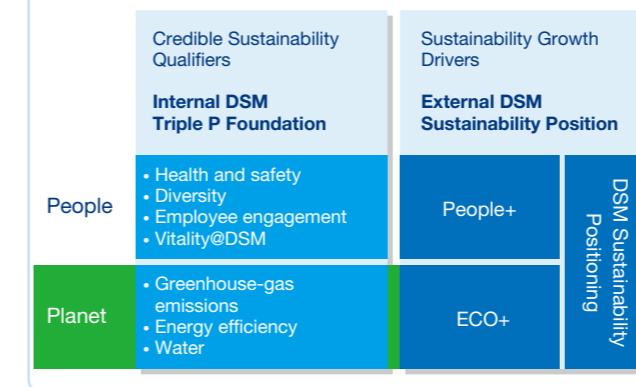 Credible Sustainability
Qualifiers
Internal DSM
Triple P Foundation
Sustainability Growth
Drivers
External DSM
Sustainability Position
People
• Health and safety
• Diversity
• Employee engagement
• Vitality@DSM
People+
Planet
• Greenhouse-gas
emissions
• Energy efficiency
• Water
ECO+
DSM Sustainability
Positioning